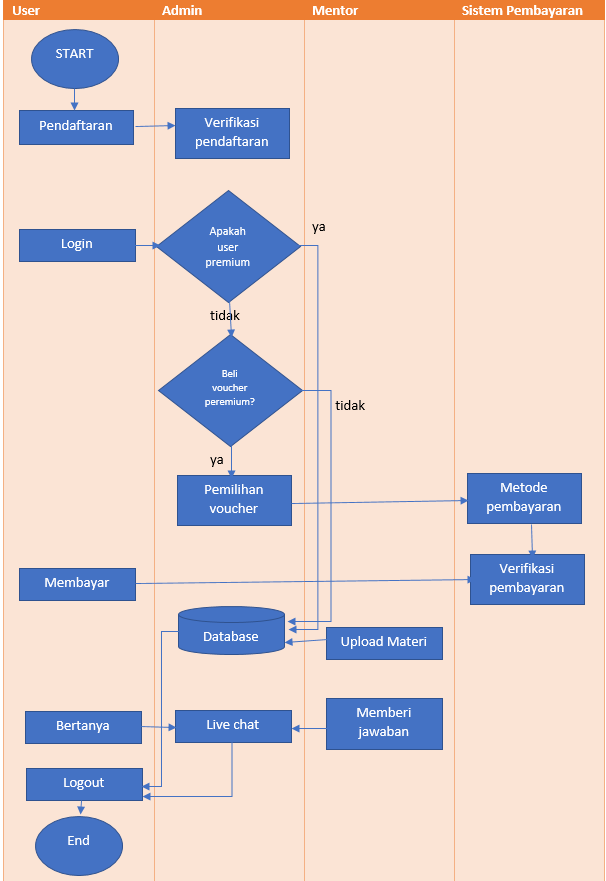 User
Admin
Mentor
Sistem Pembayaran
START
Pendaftaran
Verifikasi
pendaftaran
Login
Apakah
user
premium
ya
tidak
Beli
voucher
peremium?
tidak
ya
Pemilihan
voucher
Metode
pembayaran
Membayar
Verifikasi
pembayaran
Database
Upload Materi
Bertanya
Live chat
Memberi
jawaban
Logout
End